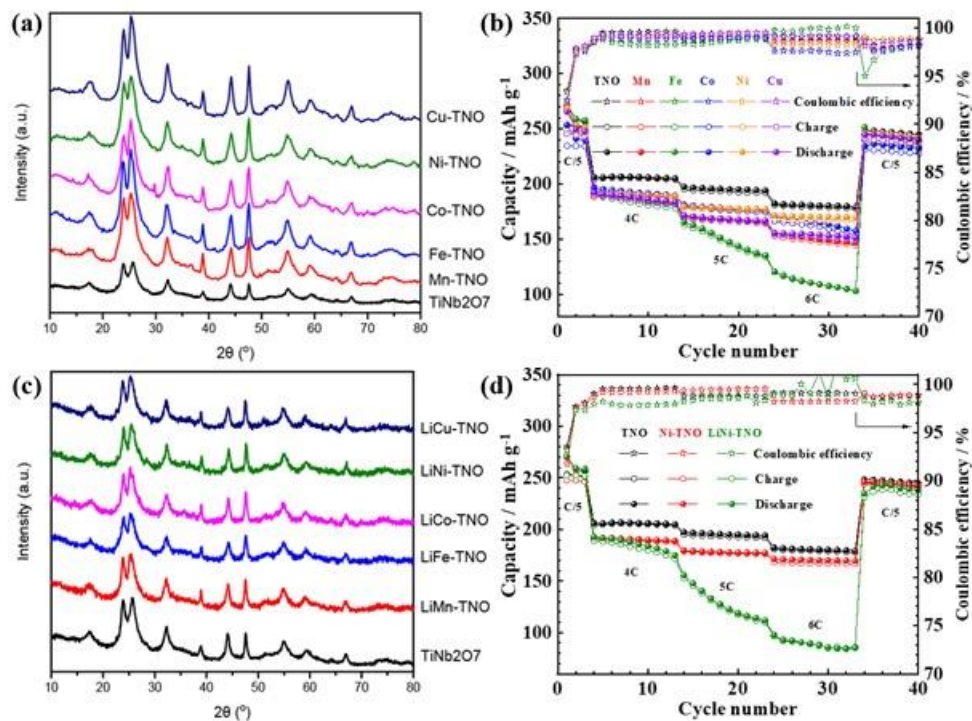 (a)
Intensity (a.u.)
Cu-TNO
Ni-TNO
Co-TNO
Fe-TNO
Mn-TNO
TiNb2O7
10 20 30 40 50 60 70 80
2θ (º)
(b)
Capacity / mAh g⁻¹
350
300
250
200
150
100
TNO Mn Fe Co Ni Cu
Coulombic efficiency
Charge
Discharge
C/5
4C
5C
6C
C/5
0 10 20 30 40
Cycle number
100
95
90
85
80
75
70
Coulombic efficiency / %
(c)
Intensity (a.u.)
LiCu-TNO
LiNi-TNO
LiCo-TNO
LiFe-TNO
LiMn-TNO
TiNb2O7
10 20 30 40 50 60 70 80
2θ (º)
(d)
Capacity / mAh g⁻¹
350
300
250
200
150
100
TNO Ni-TNO LiNi-TNO
Coulombic efficiency
Charge
Discharge
C/5
4C
5C
6C
C/5
0 10 20 30 40
Cycle number
100
95
90
85
80
75
70
Coulombic efficiency / %